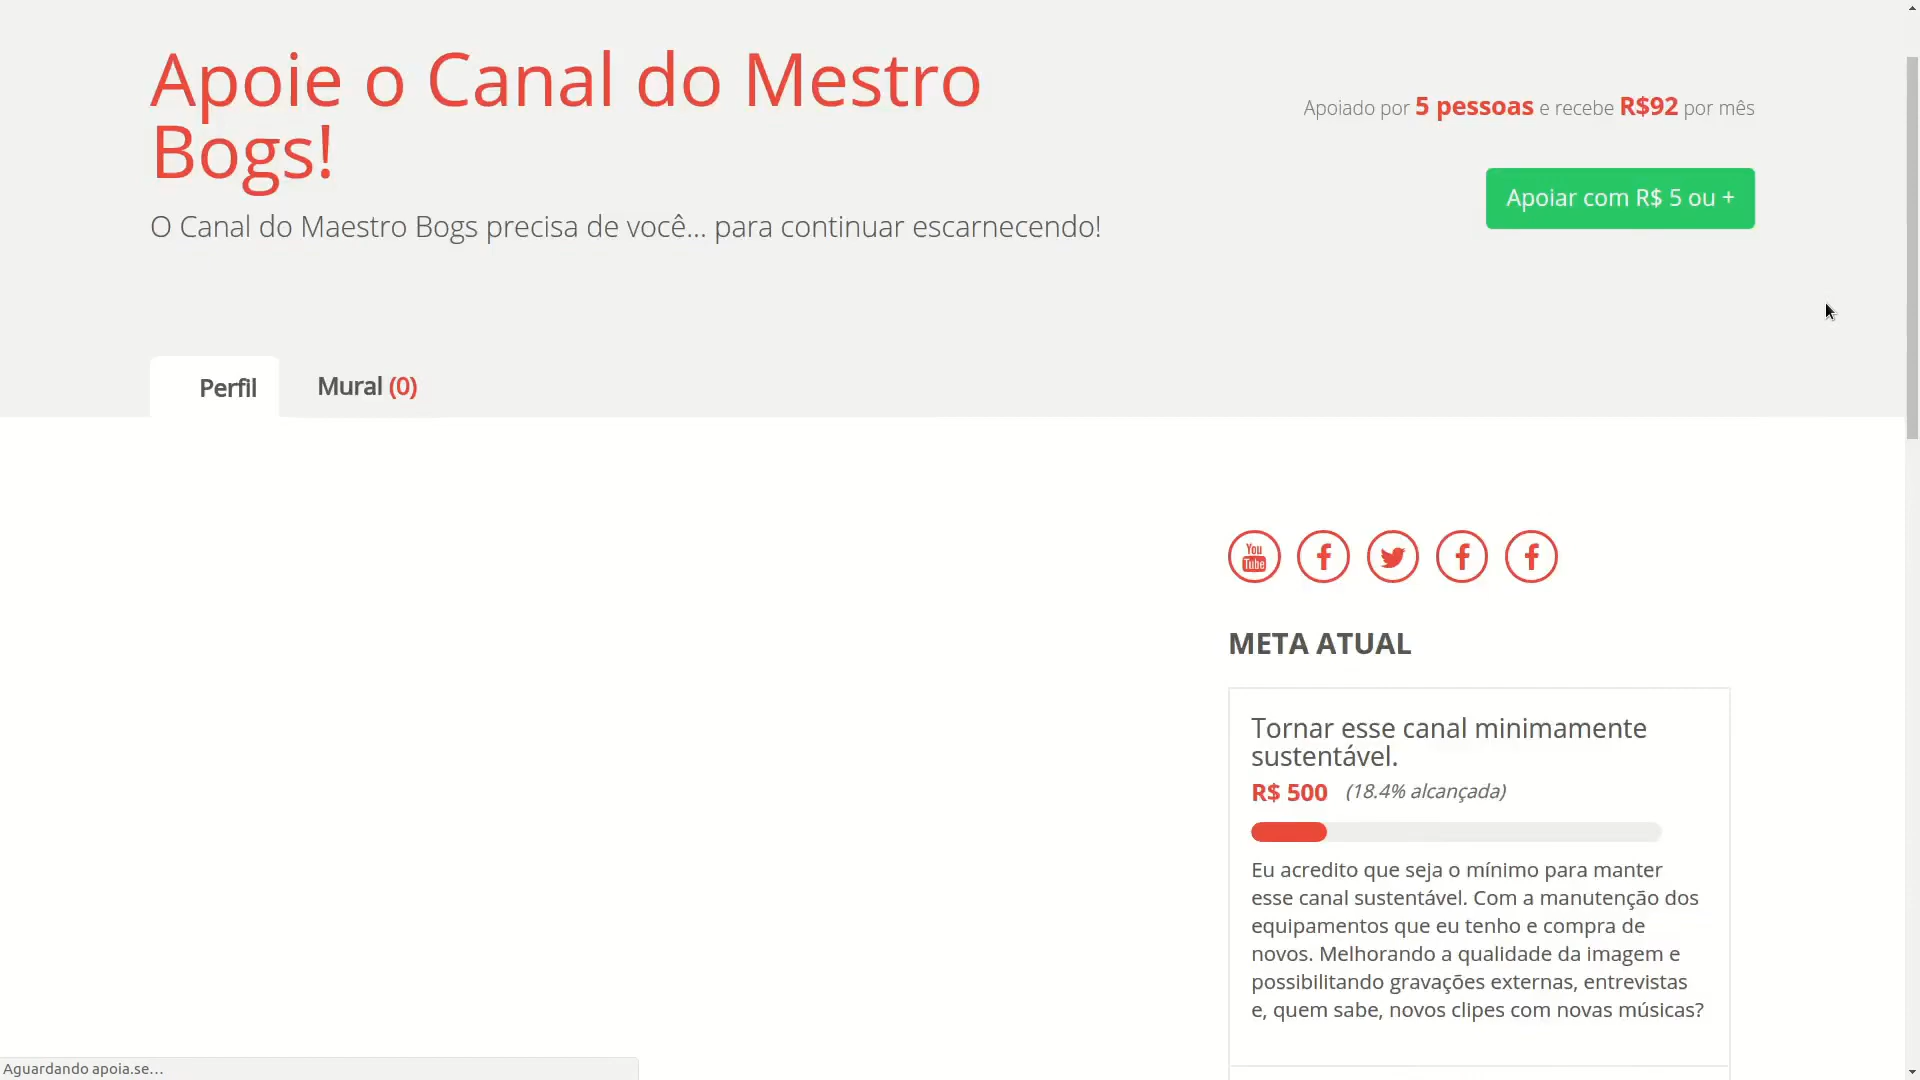 Apoie o Canal do Mestro
Bogs!
O Canal do Maestro Bogs precisa de você... para continuar escarnecendo!
Apoiado por 5 pessoas e recebe R$92 por mês
Apoiar com R$ 5 ou +
Perfil
Mural (0)
You
Tube
META ATUAL
Tornar esse canal minimamente
sustentável.
R$ 500 (18.4% alcançada)
Eu acredito que seja o mínimo para manter
esse canal sustentável. Com a manutenção dos
equipamentos que eu tenho e compra de
novos. Melhorando a qualidade da imagem e
possibilitando gravações externas, entrevistas
e, quem sabe, novos clipes com novas músicas?
Aguardando apoia.se...